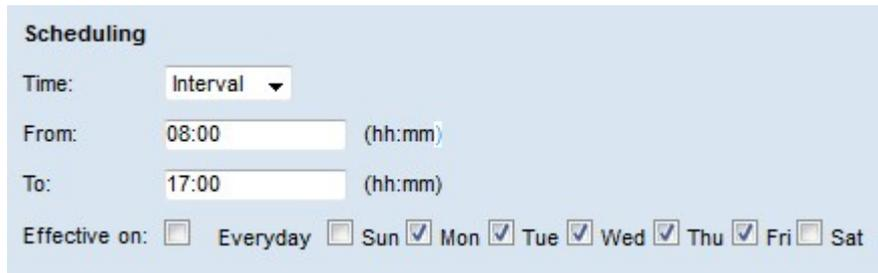 Scheduling
Time: Interval
From: 08:00 (hh:mm)
To: 17:00 (hh:mm)
Effective on: Everyday Sun Mon Tue Wed Thu Fri Sat